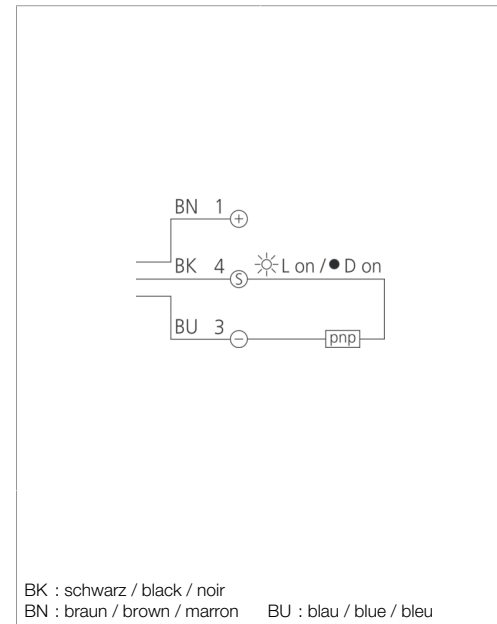 BN 1 +
BK 4 S L on / ● D on
BU 3 −
pnp
BK : schwarz / black / noir
BN : braun / brown / marron BU : blau / blue / bleu